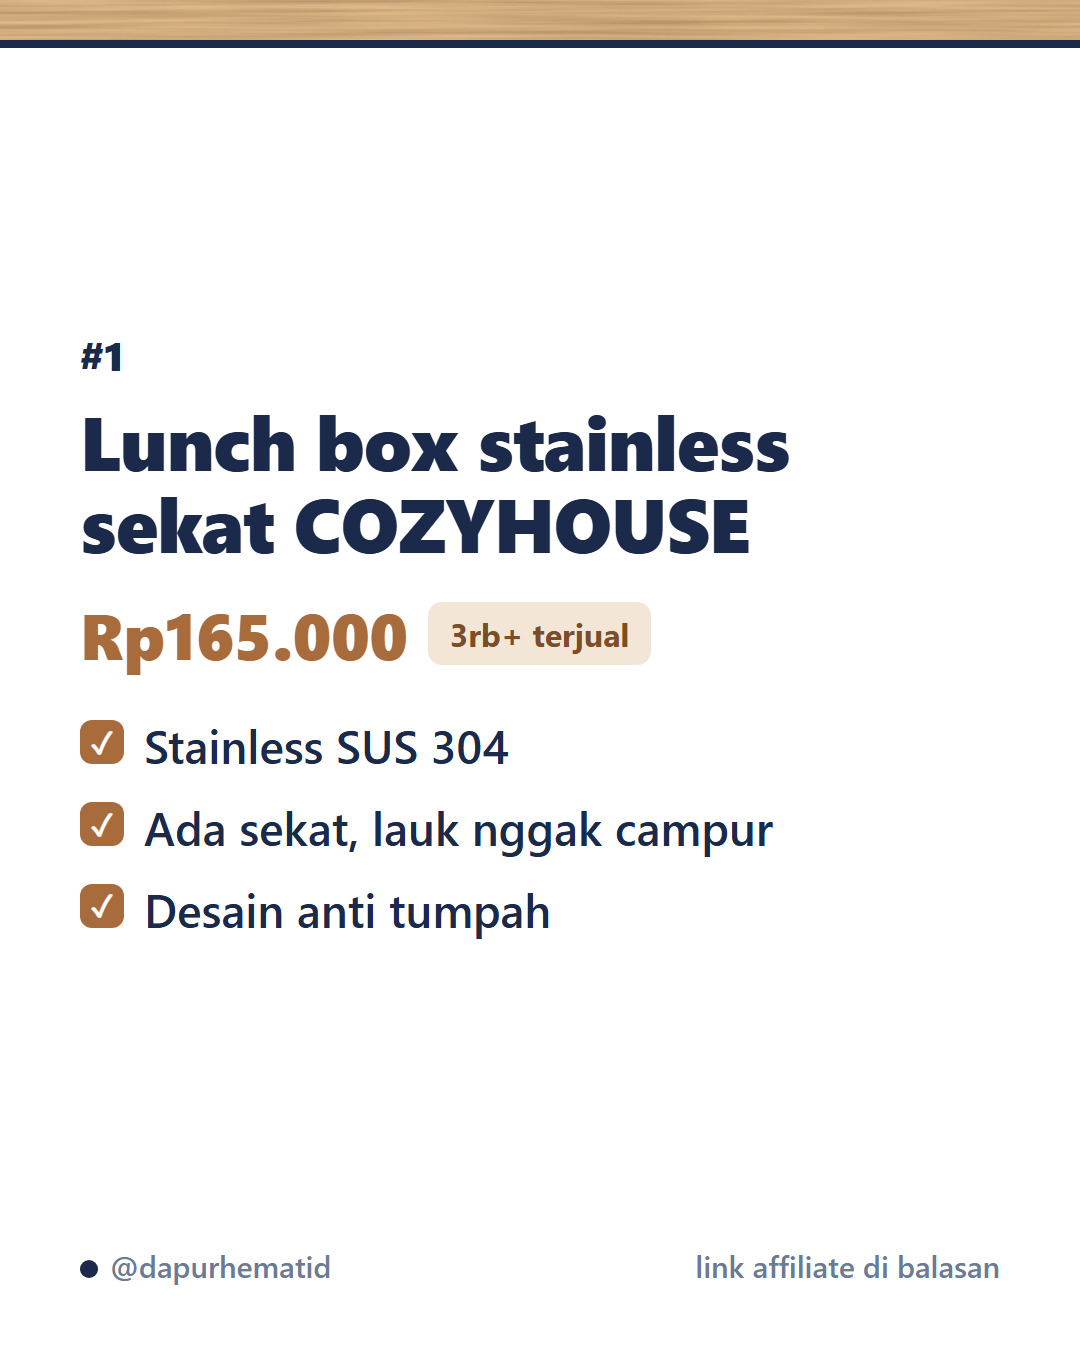 #1
Lunch box stainless
sekat COZYHOUSE
Rp165.000 3rb+ terjual
✓ Stainless SUS 304
✓ Ada sekat, lauk nggak campur
✓ Desain anti tumpah
@dapurhematid link affiliate di balasan